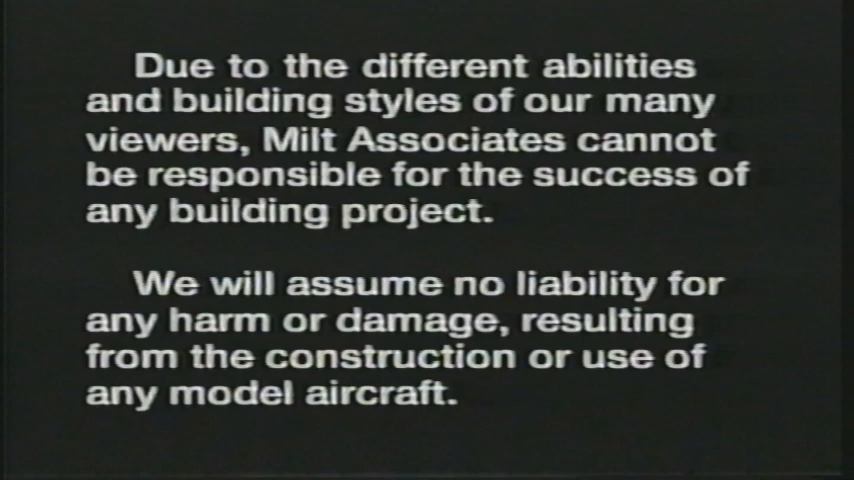 Due to the different abilities
and building styles of our many
viewers, Milt Associates cannot
be responsible for the success of
any building project.
We will assume no liability for
any harm or damage, resulting
from the construction or use of
any model aircraft.